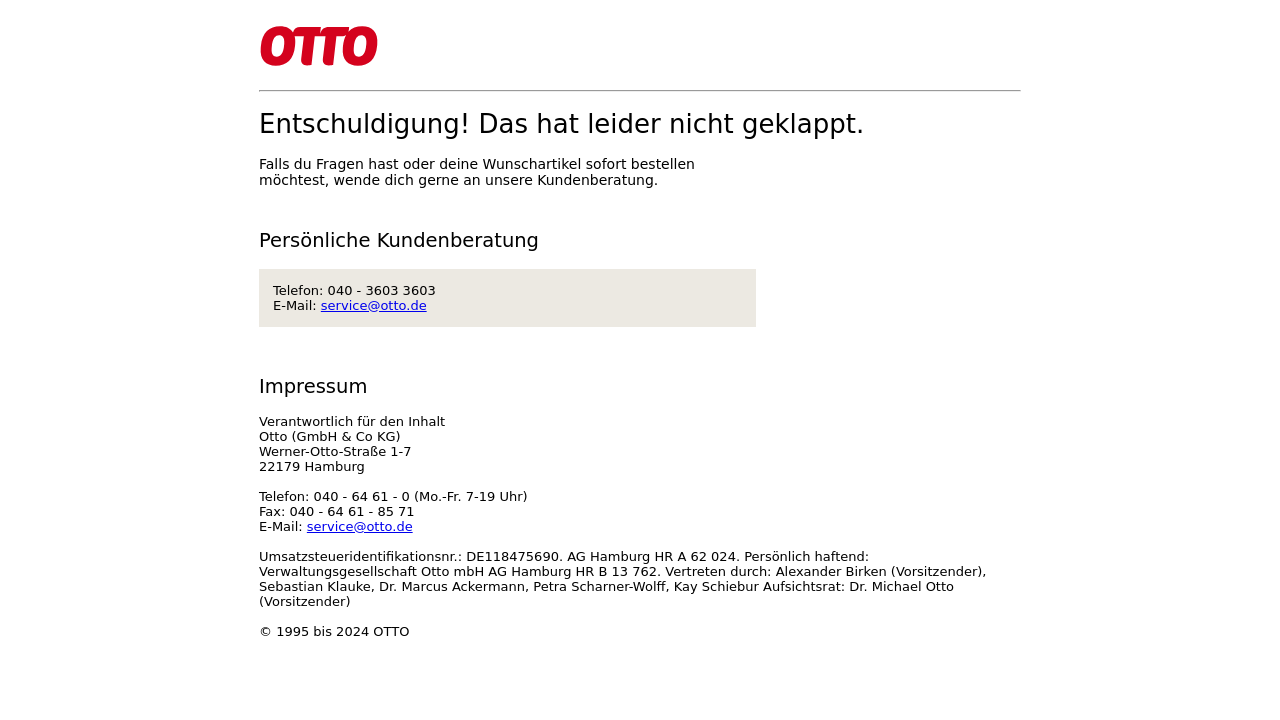 OTTO
Entschuldigung! Das hat leider nicht geklappt.
Falls du Fragen hast oder deine Wunschartikel sofort bestellen
möchtest, wende dich gerne an unsere Kundenberatung.
Persönliche Kundenberatung
Telefon: 040 - 3603 3603
E-Mail: service@otto.de
Impressum
Verantwortlich für den Inhalt
Otto (GmbH & Co KG)
Werner-Otto-Straße 1-7
22179 Hamburg
Telefon: 040 - 64 61 - 0 (Mo.-Fr. 7-19 Uhr)
Fax: 040 - 64 61 - 85 71
E-Mail: service@otto.de
Umsatzsteueridentifikationsnr.: DE118475690. AG Hamburg HR A 62 024. Persönlich haftend:
Verwaltungsgesellschaft Otto mbH AG Hamburg HR B 13 762. Vertreten durch: Alexander Birken (Vorsitzender),
Sebastian Klauke, Dr. Marcus Ackermann, Petra Scharner-Wolff, Kay Schiebur Aufsichtsrat: Dr. Michael Otto
(Vorsitzender)
© 1995 bis 2024 OTTO